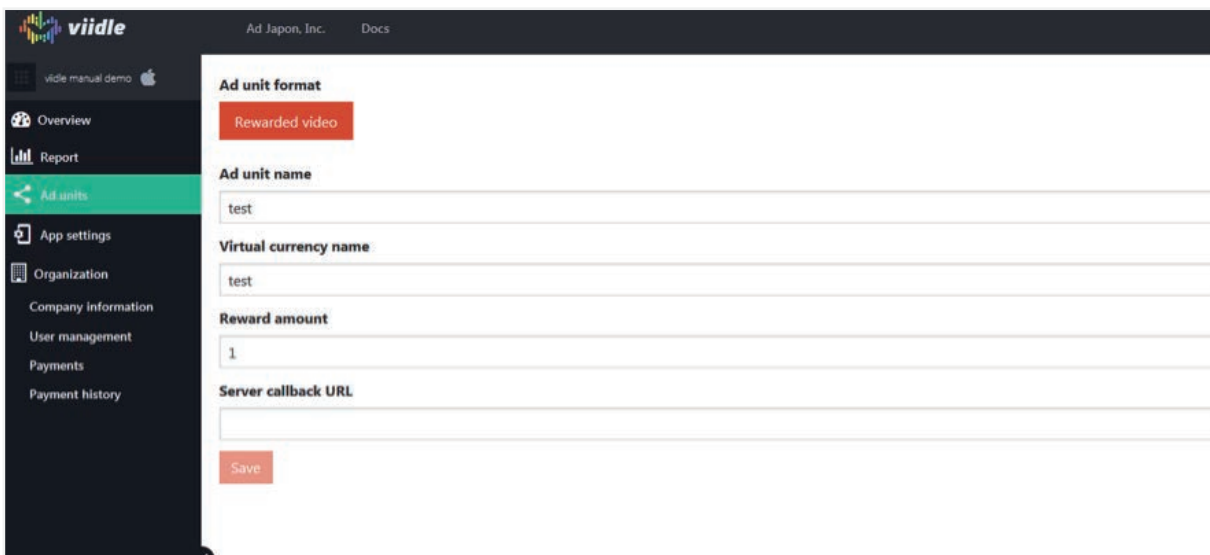 viidle
Ad Japon, Inc. Docs
viidle manual demo
Overview
Report
Ad units
App settings
Organization
Company information
User management
Payments
Payment history
Ad unit format
Rewarded video
Ad unit name
test
Virtual currency name
test
Reward amount
1
Server callback URL
Save